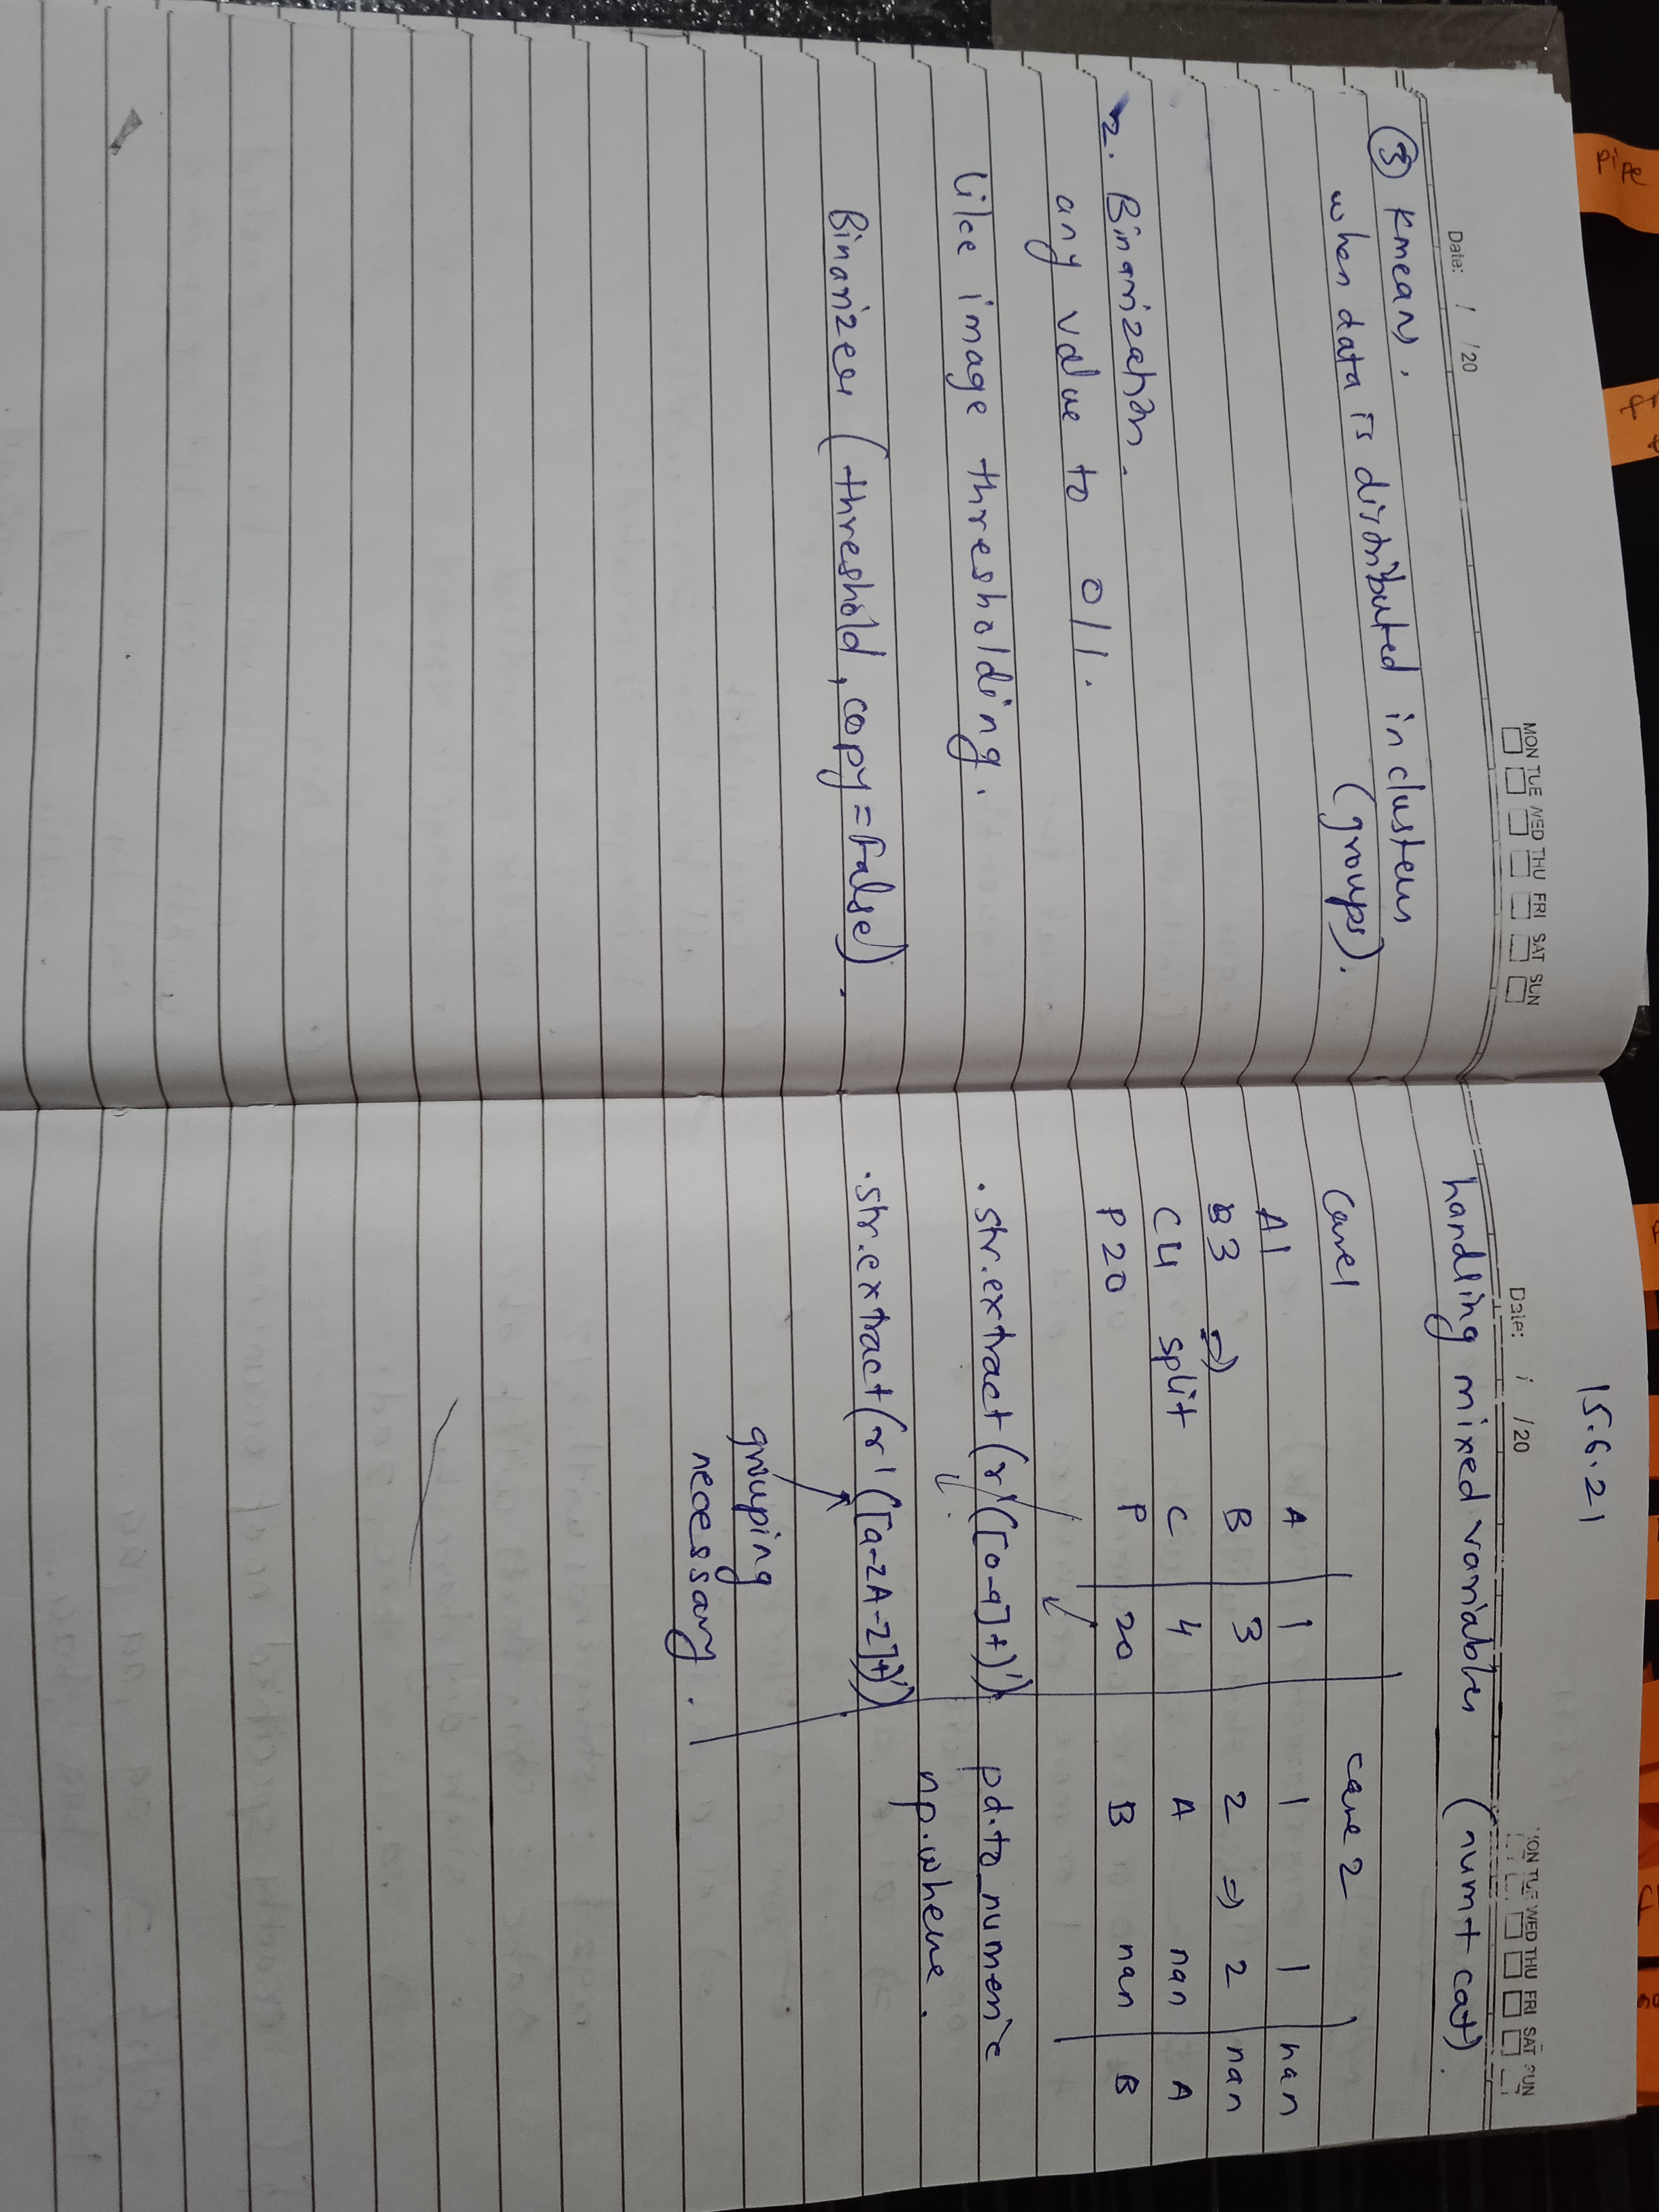 pipe
Date: / /20
MON TUE WED THU FRI SAT SUN
③ Kmeans.
when data is distributed in clusters
(groups).
2. Binarization.
any value to 0/1.
like image thresholding.
Binarizer (threshold, copy=False).
15.6.21
Date: / /20
MON TUE WED THU FRI SAT SUN
handling mixed variables (num+cat).
Case1 case 2
A1 A 1 1 1 nan
B3 ⇒ B 3 2 ⇒ 2 nan
C4 split C 4 A nan A
P20 P 20 B nan B
.str.extract(r'([0-9]+)') pd.to_numeric
np.where.
.str.extract(r'([a-zA-Z]+)').
grouping
necessary.